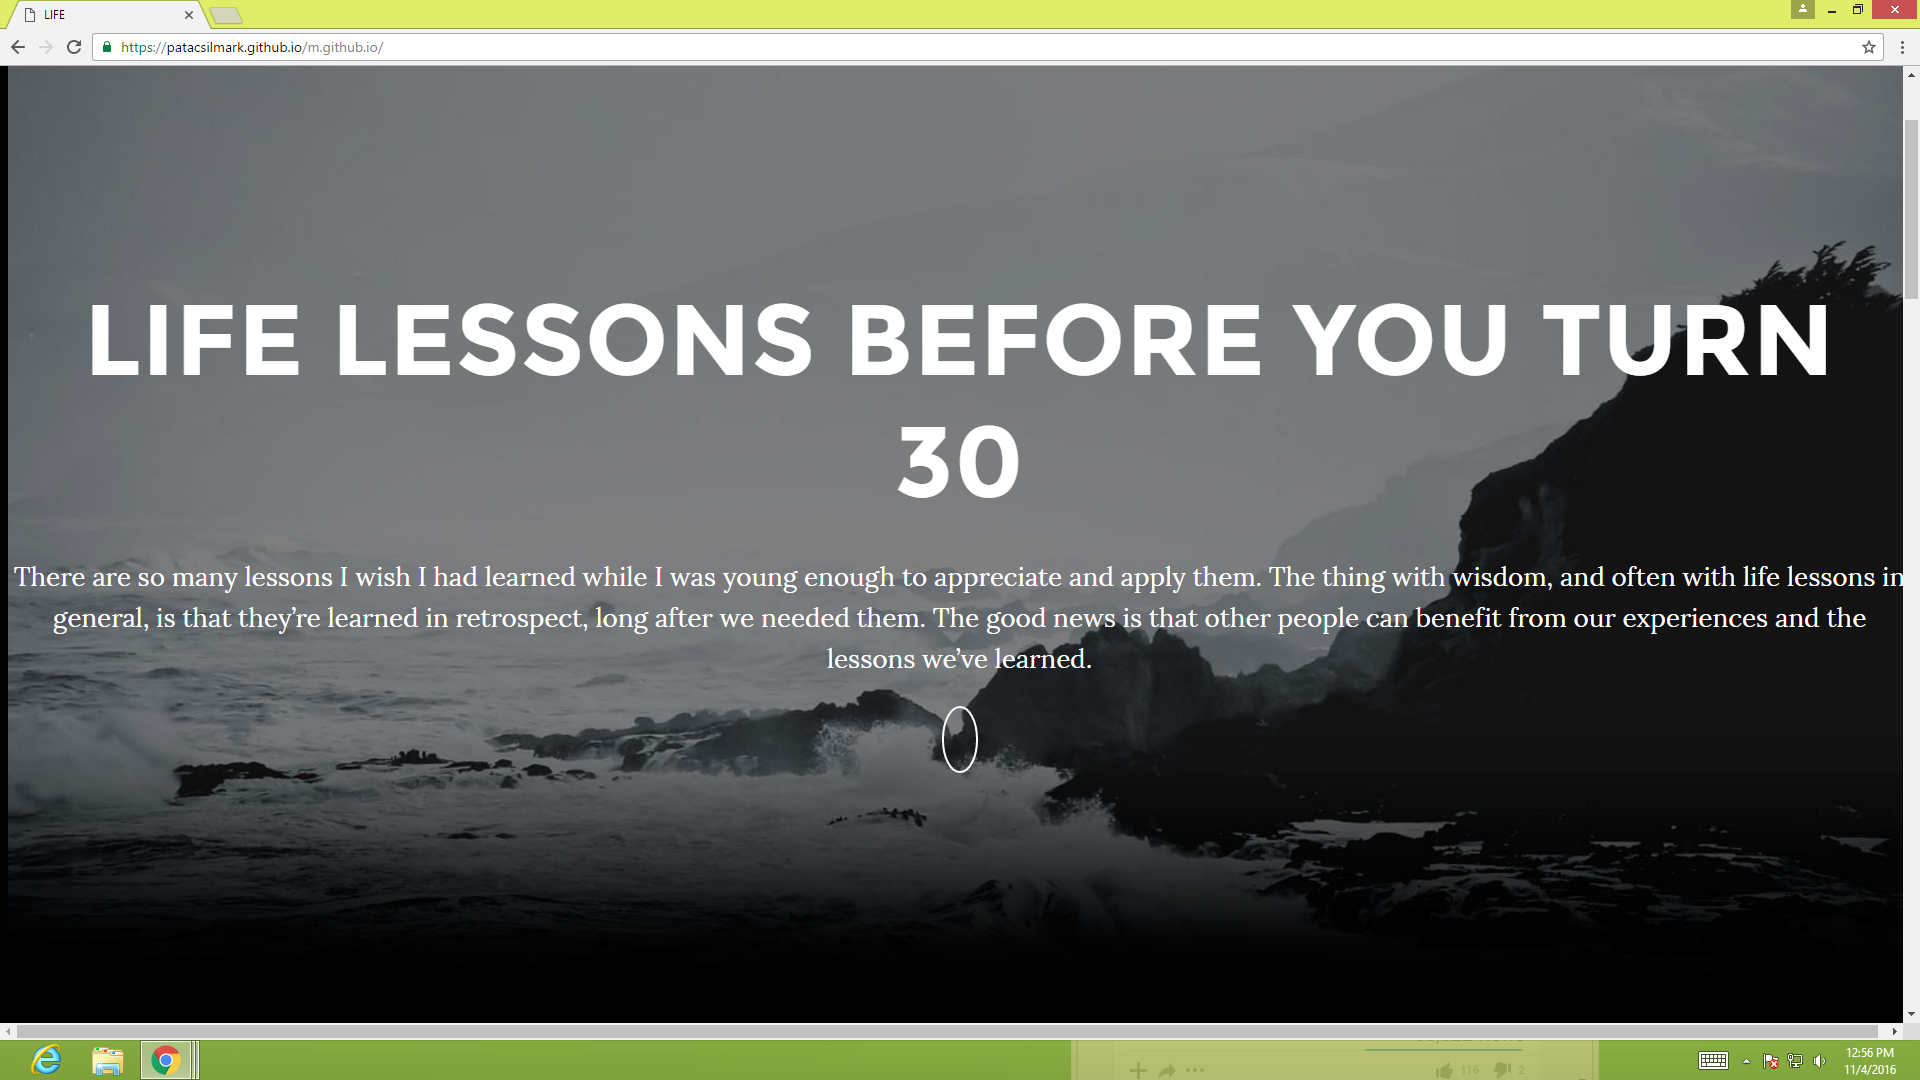 LIFE
https://patacsilmark.github.io/m.github.io/
LIFE LESSONS BEFORE YOU TURN
30
There are so many lessons I wish I had learned while I was young enough to appreciate and apply them. The thing with wisdom, and often with life lessons in
general, is that they’re learned in retrospect, long after we needed them. The good news is that other people can benefit from our experiences and the
lessons we’ve learned.
116
2
12:56 PM
11/4/2016